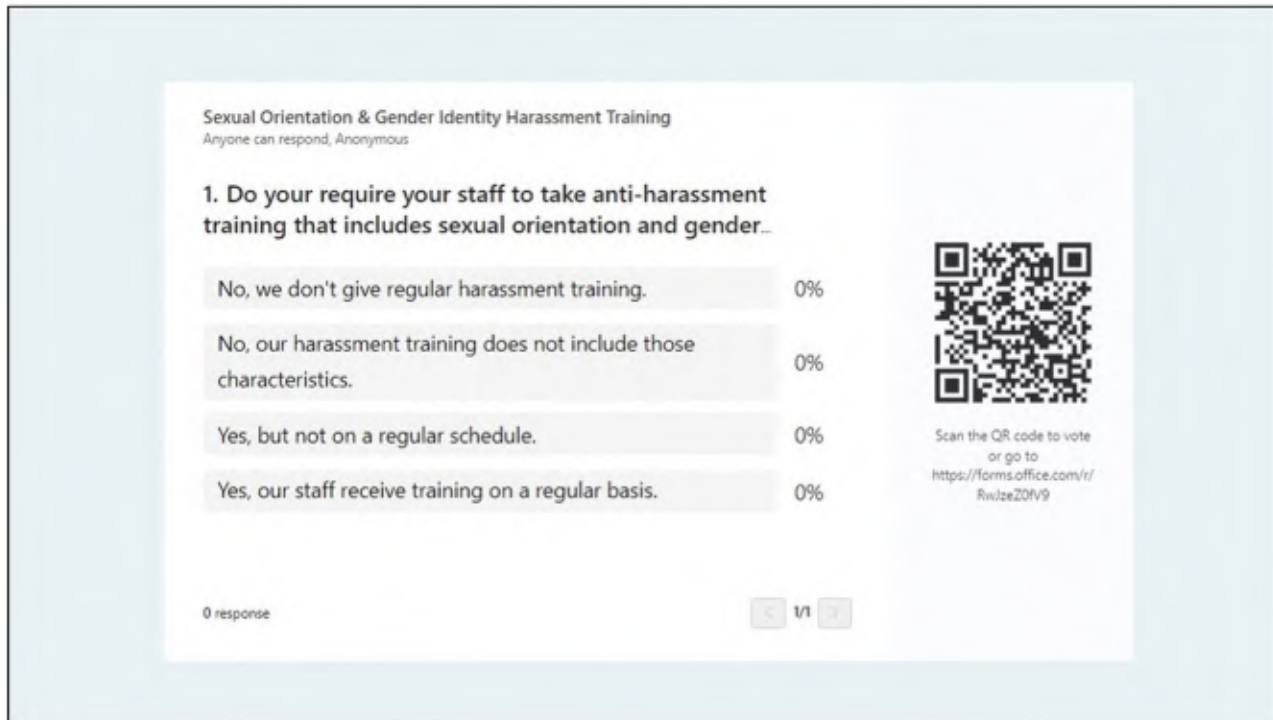 Sexual Orientation & Gender Identity Harassment Training
Anyone can respond, Anonymous
1. Do your require your staff to take anti-harassment
training that includes sexual orientation and gender...
No, we don't give regular harassment training.
0%
No, our harassment training does not include those
characteristics.
0%
Yes, but not on a regular schedule.
0%
Yes, our staff receive training on a regular basis.
0%
0 response
< 1/1 >
Scan the QR code to vote
or go to
https://forms.office.com/r/